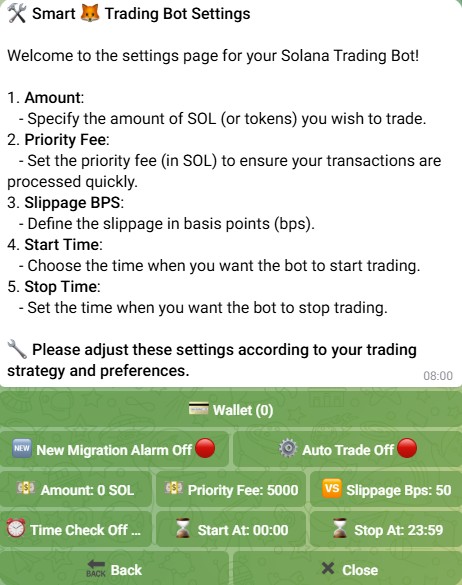 🛠 Smart 🦊 Trading Bot Settings
Welcome to the settings page for your Solana Trading Bot!
1. Amount:
- Specify the amount of SOL (or tokens) you wish to trade.
2. Priority Fee:
- Set the priority fee (in SOL) to ensure your transactions are
processed quickly.
3. Slippage BPS:
- Define the slippage in basis points (bps).
4. Start Time:
- Choose the time when you want the bot to start trading.
5. Stop Time:
- Set the time when you want the bot to stop trading.
🔧 Please adjust these settings according to your trading
strategy and preferences.
08:00
💳 Wallet (0)
🆕 New Migration Alarm Off 🔴
⚙️ Auto Trade Off 🔴
💵 Amount: 0 SOL
💵 Priority Fee: 5000
🆚 Slippage Bps: 50
⏰ Time Check Off ...
⏳ Start At: 00:00
⏳ Stop At: 23:59
🔙 Back
✖️ Close